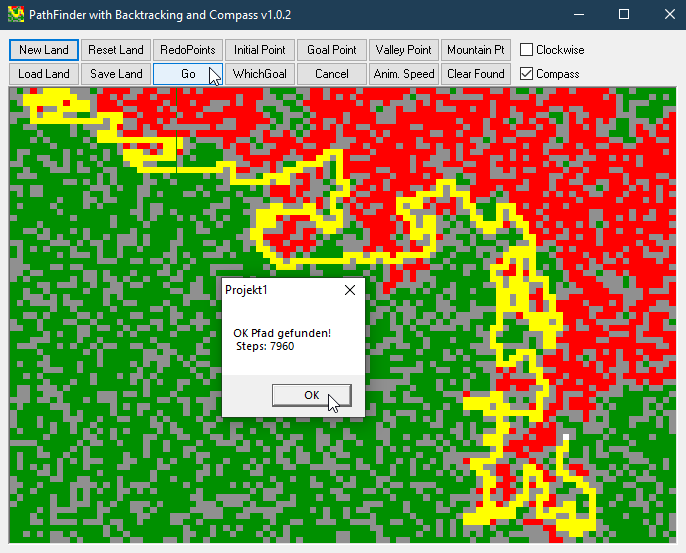 PathFinder with Backtracking and Compass v1.0.2
New Land Reset Land RedoPoints Initial Point Goal Point Valley Point Mountain Pt Clockwise
Load Land Save Land Go WhichGoal Cancel Anim. Speed Clear Found Compass
Projekt1
OK Pfad gefunden!
Steps: 7960
OK